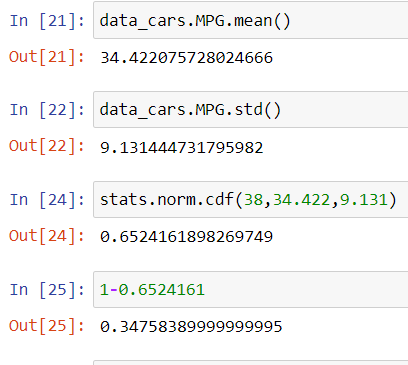 In [21]: data_cars.MPG.mean()
Out[21]: 34.422075728024666
In [22]: data_cars.MPG.std()
Out[22]: 9.131444731795982
In [24]: stats.norm.cdf(38,34.422,9.131)
Out[24]: 0.6524161898269749
In [25]: 1-0.6524161
Out[25]: 0.34758389999999995